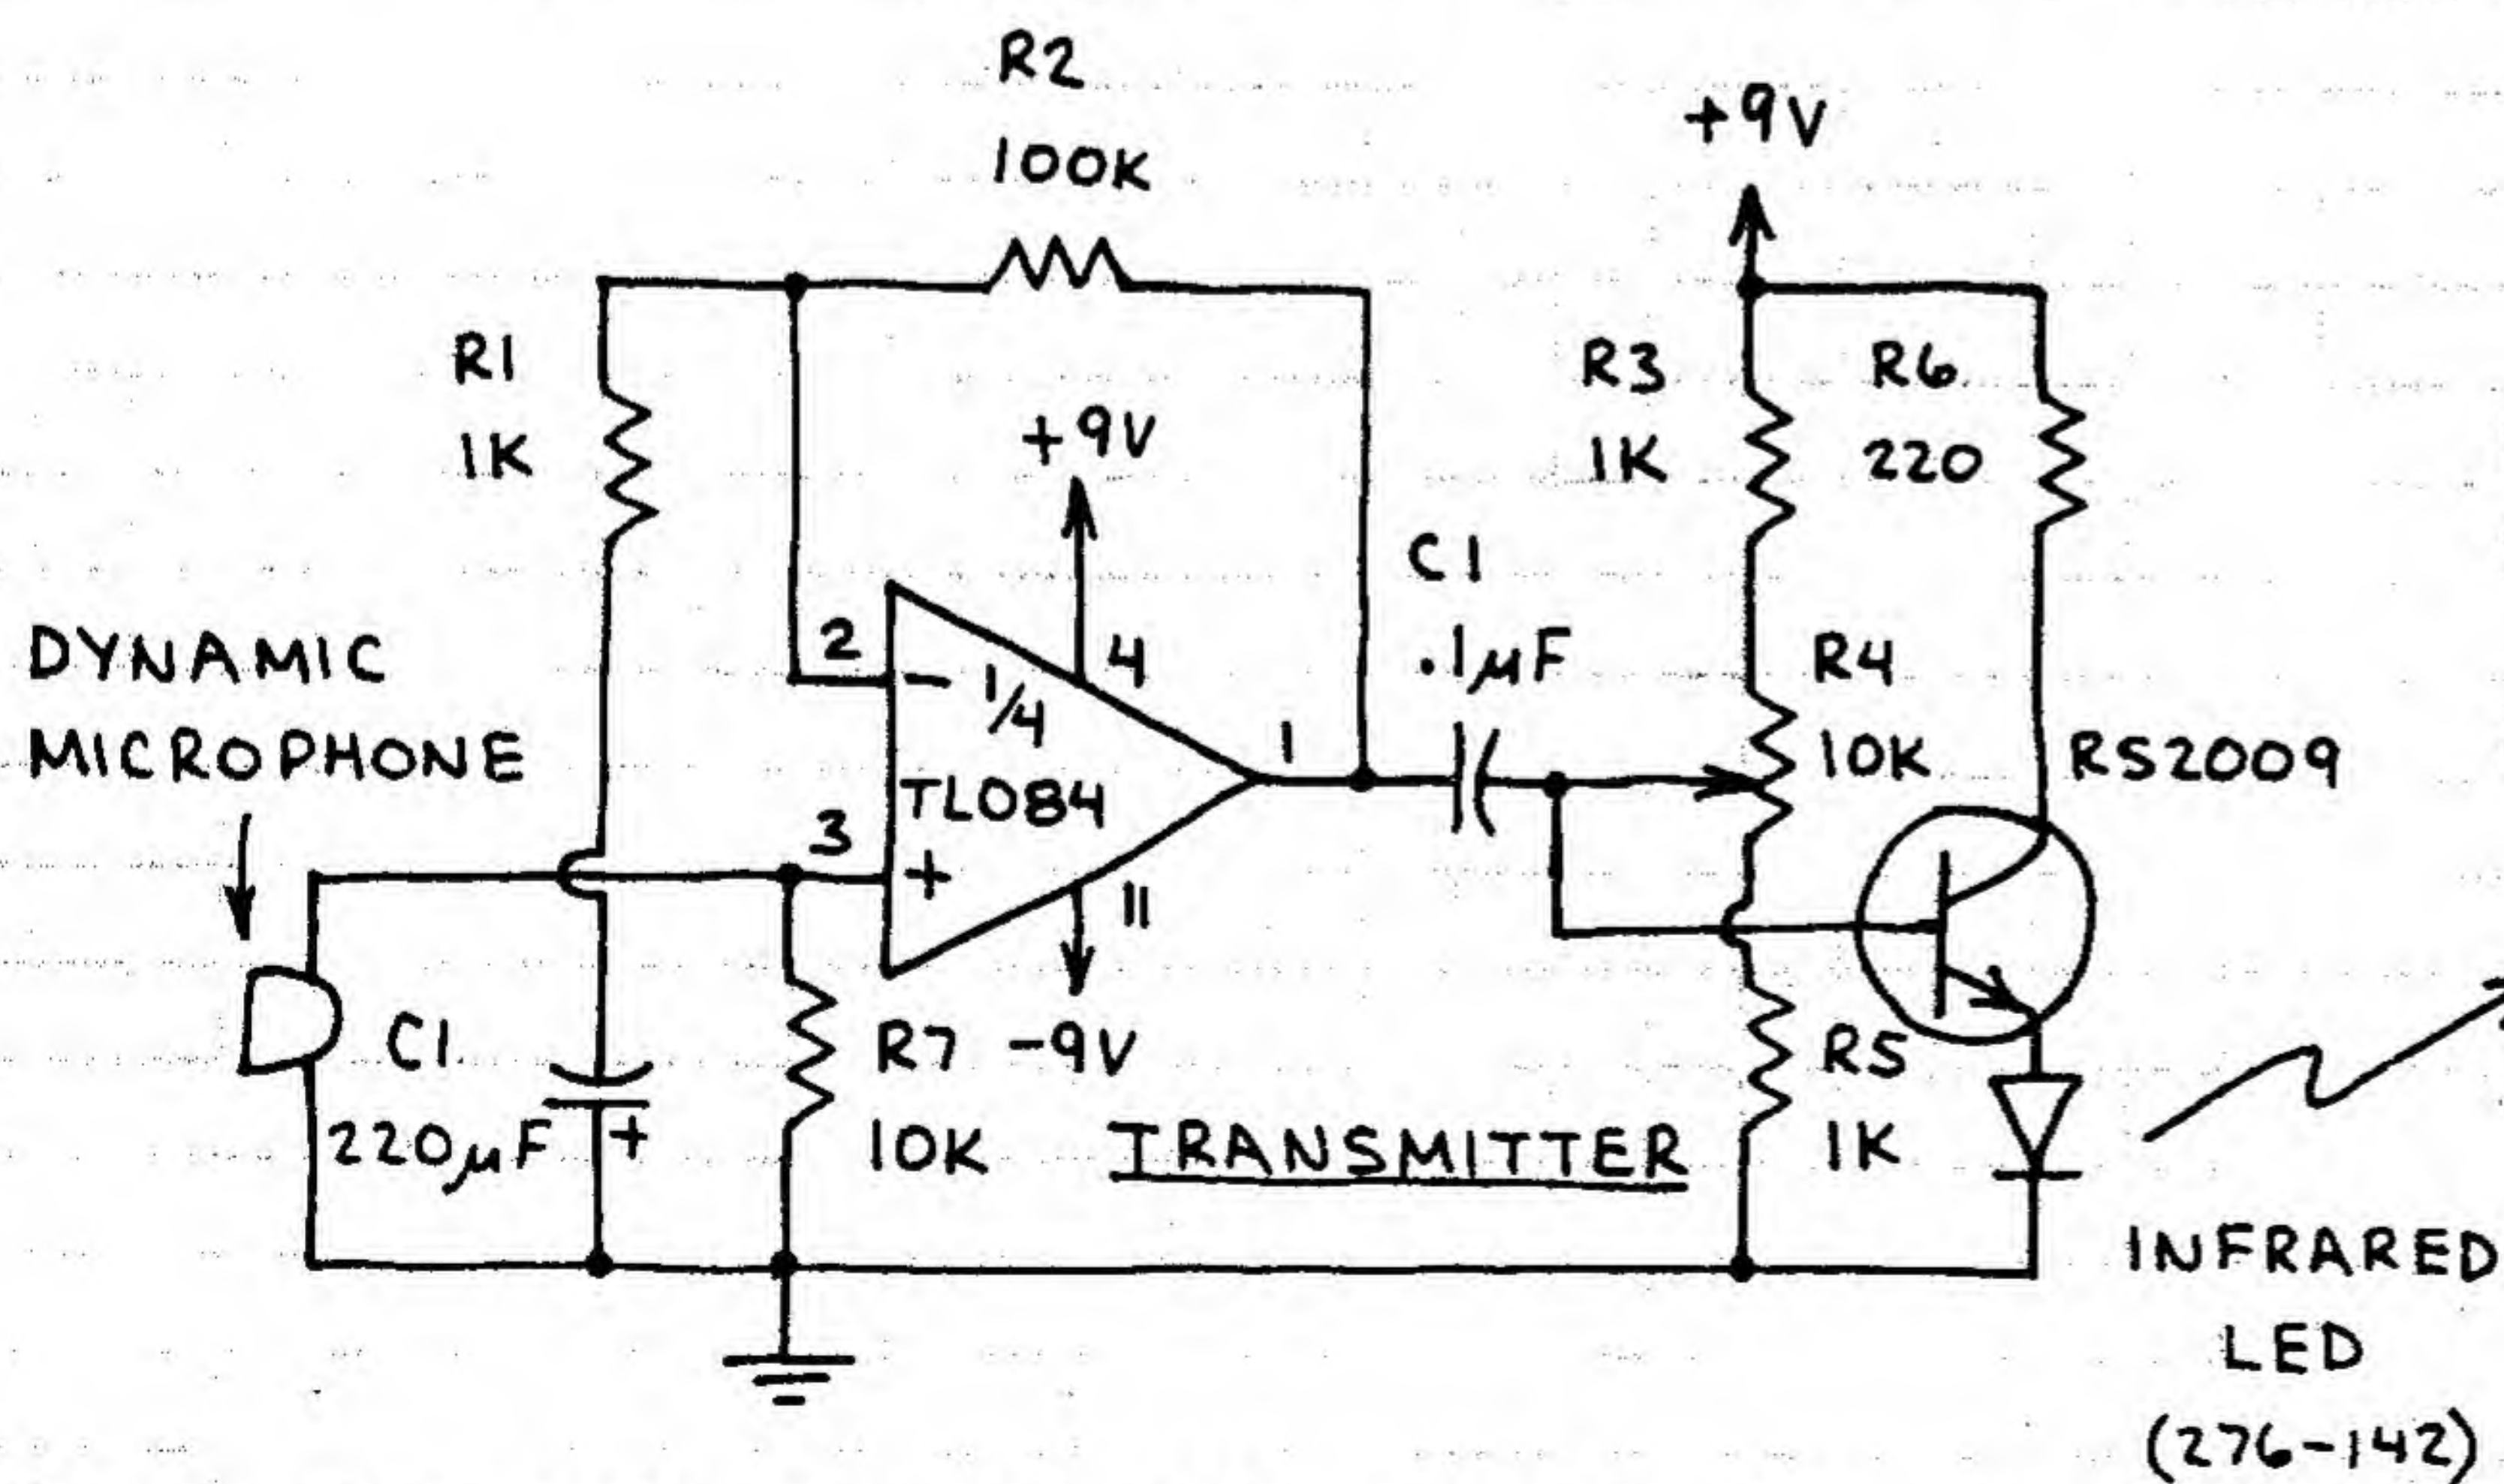 R2
100K
+9V
R1
1K
+9V
R3
1K
R6
220
C1
.1µF
DYNAMIC
MICROPHONE
2
-
1/4
4
TL084
1
R4
10K
RS2009
3
+
11
C1
220µF
+
R7
10K
-9V
TRANSMITTER
R5
1K
INFRARED
LED
(276-142)